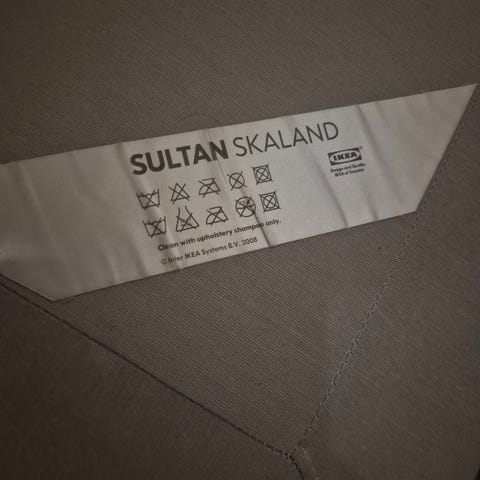 SULTAN SKALAND
IKEA
Design and Quality
IKEA of Sweden
Clean with upholstery shampoo only.
© Inter IKEA Systems B.V. 2008